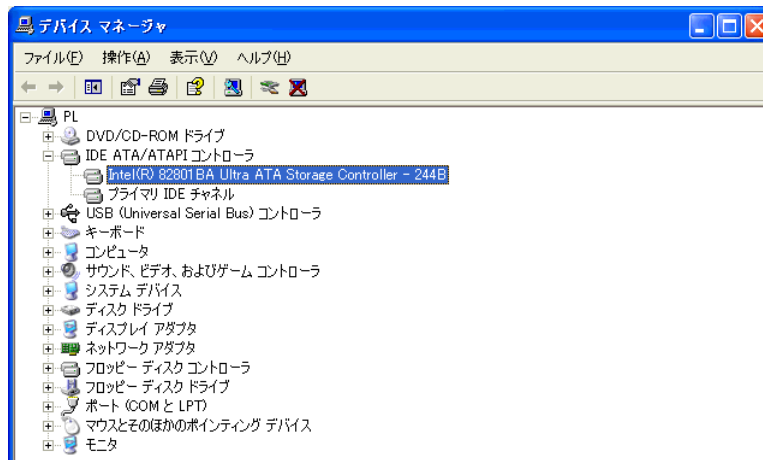 デバイス マネージャ
ファイル(F) 操作(A) 表示(V) ヘルプ(H)
PL
DVD/CD-ROM ドライブ
IDE ATA/ATAPI コントローラ
Intel(R) 82801BA Ultra ATA Storage Controller - 244B
プライマリ IDE チャネル
USB (Universal Serial Bus) コントローラ
キーボード
コンピュータ
サウンド、ビデオ、およびゲーム コントローラ
システム デバイス
ディスク ドライブ
ディスプレイ アダプタ
ネットワーク アダプタ
フロッピー ディスク コントローラ
フロッピー ディスク ドライブ
ポート (COM と LPT)
マウスとそのほかのポインティング デバイス
モニタ